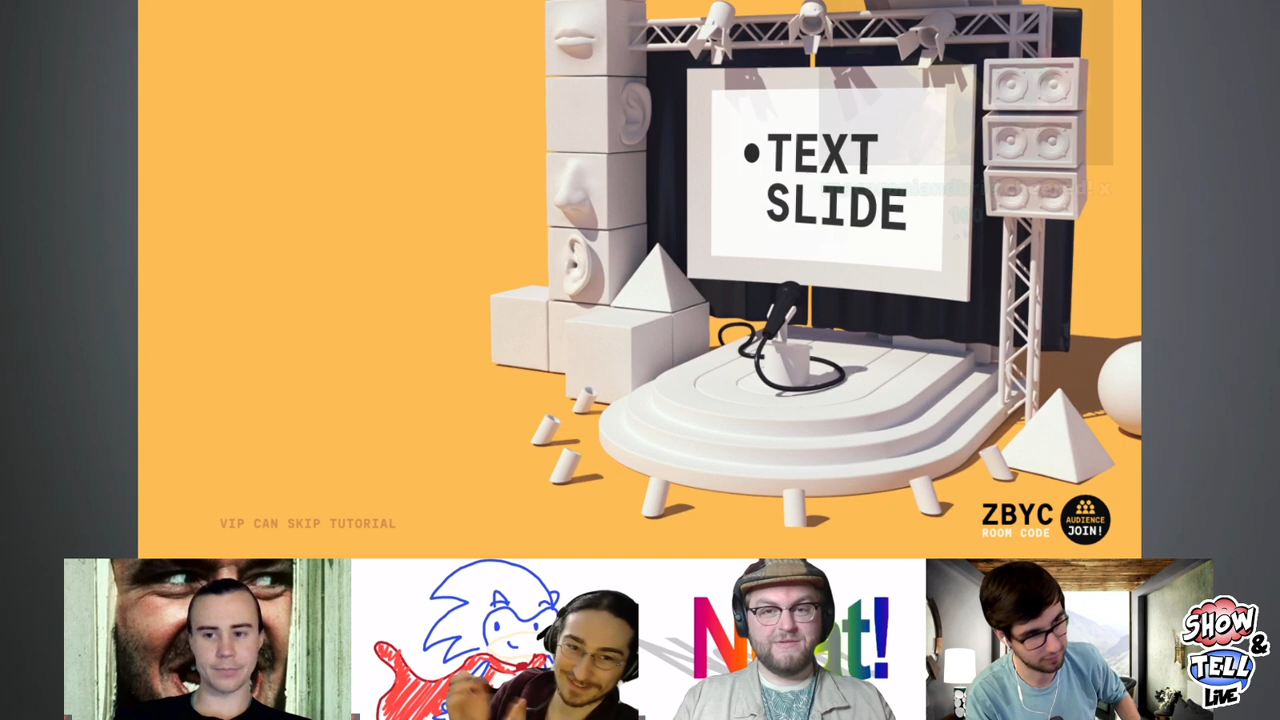 •TEXT
SLIDE
VIP CAN SKIP TUTORIAL
ZBYC
ROOM CODE
AUDIENCE
JOIN!
SHOW
&
TELL
LIVE